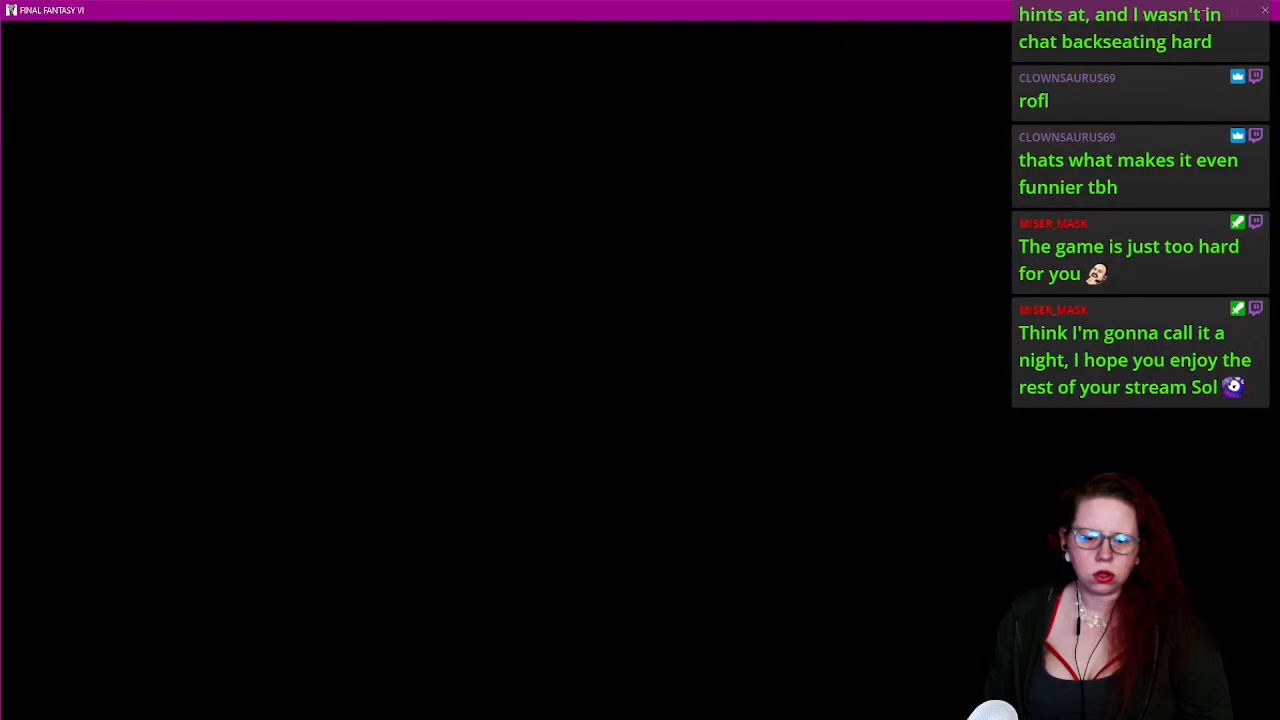 FINAL FANTASY VI
hints at, and I wasn't in
chat backseating hard
CLOWNSAURUS69
rofl
CLOWNSAURUS69
thats what makes it even
funnier tbh
MISER_MASK
The game is just too hard
for you
MISER_MASK
Think I'm gonna call it a
night, I hope you enjoy the
rest of your stream Sol